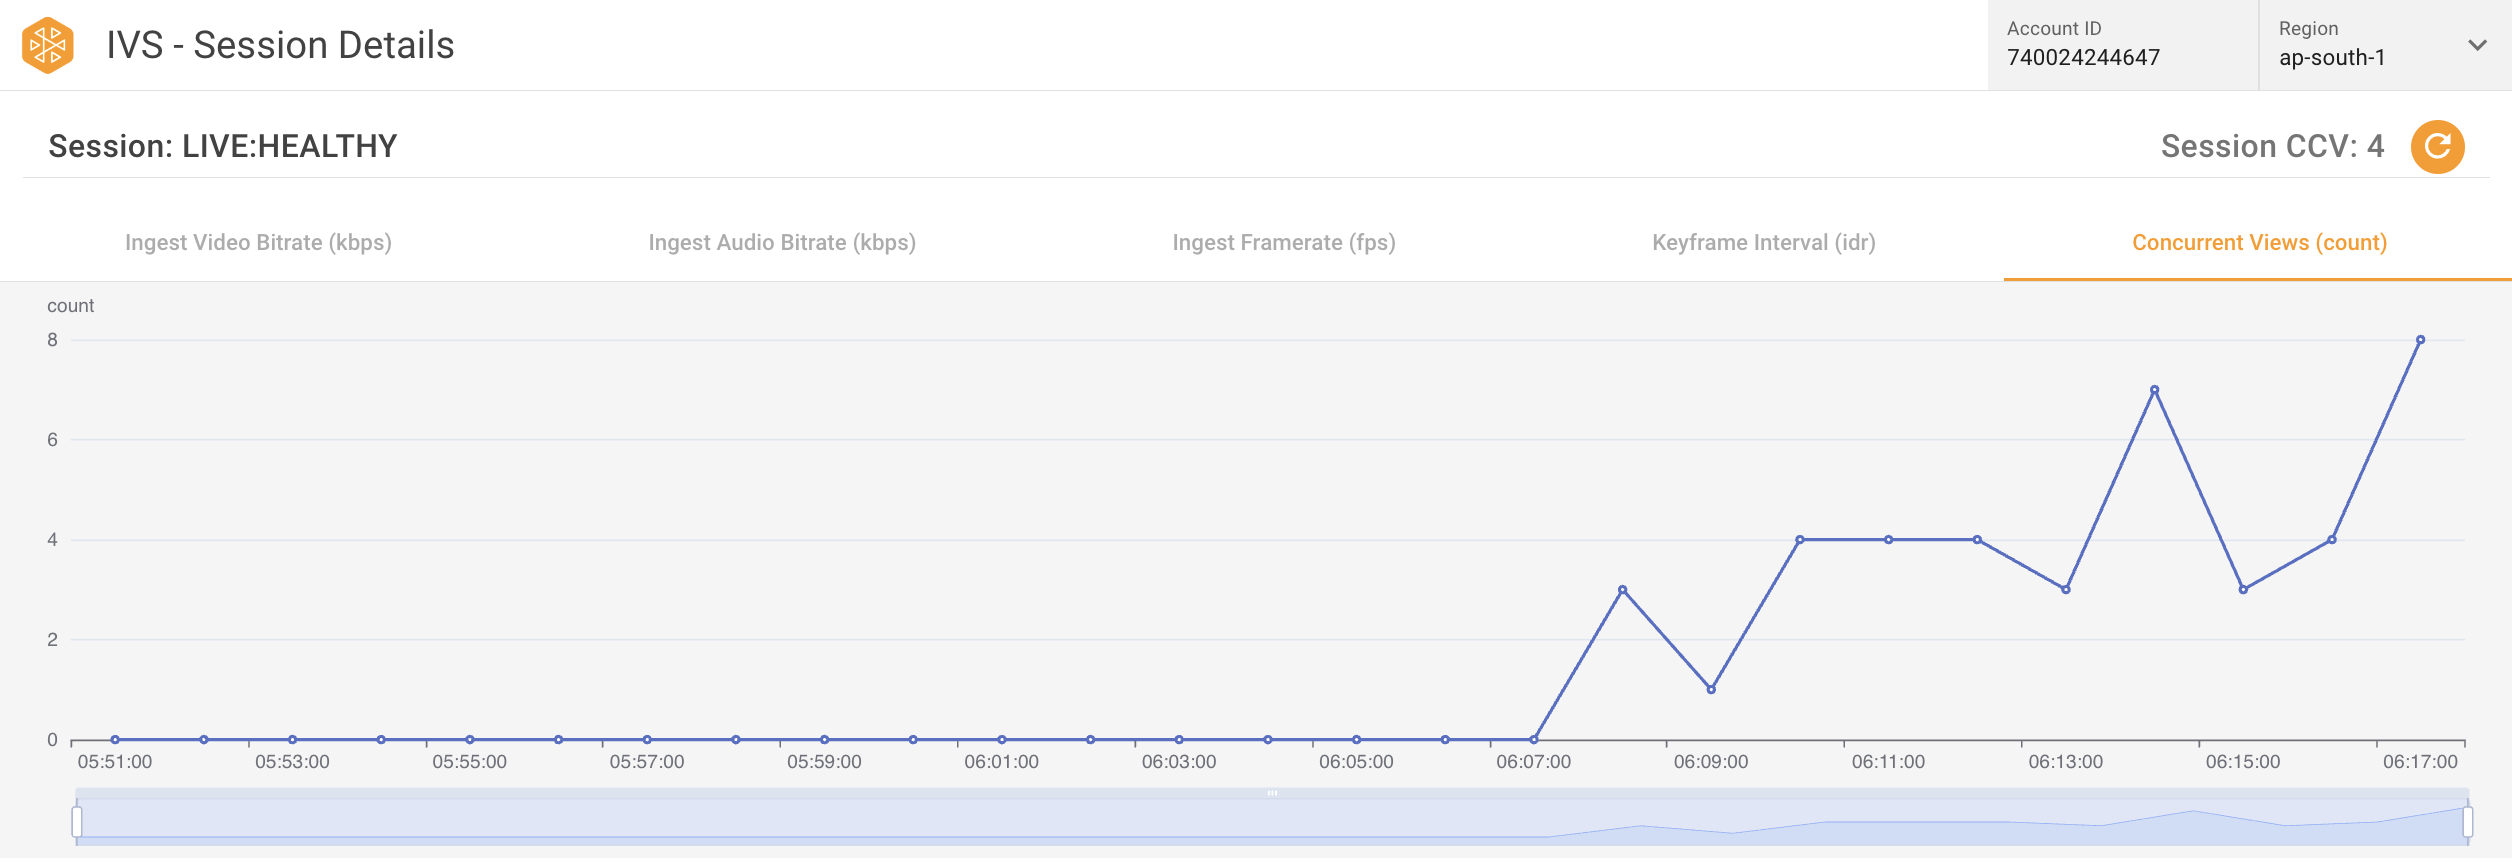 IVS - Session Details
Account ID
740024244647
Region
ap-south-1
Session: LIVE:HEALTHY
Session CCV: 4
Ingest Video Bitrate (kbps)
Ingest Audio Bitrate (kbps)
Ingest Framerate (fps)
Keyframe Interval (idr)
Concurrent Views (count)
count
8
6
4
2
0
05:51:00 05:53:00 05:55:00 05:57:00 05:59:00 06:01:00 06:03:00 06:05:00 06:07:00 06:09:00 06:11:00 06:13:00 06:15:00 06:17:00